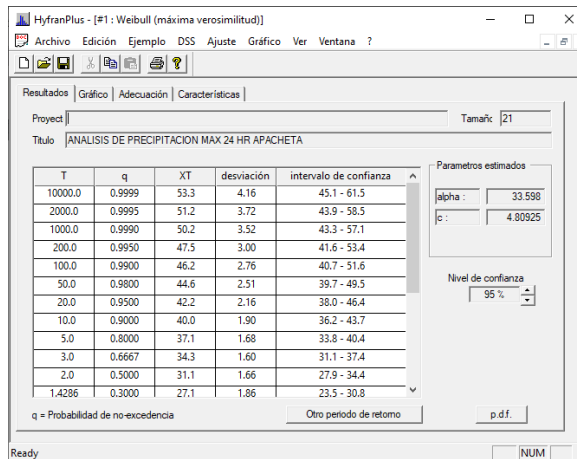 HyfranPlus - [#1 : Weibull (máxima verosimilitud)]
Archivo Edición Ejemplo DSS Ajuste Gráfico Ver Ventana ?
Resultados Gráfico Adecuación Características
Proyect Tamañc 21
Titulo ANALISIS DE PRECIPITACION MAX 24 HR APACHETA
T q XT desviación intervalo de confianza
10000.0 0.9999 53.3 4.16 45.1 - 61.5
2000.0 0.9995 51.2 3.72 43.9 - 58.5
1000.0 0.9990 50.2 3.52 43.3 - 57.1
200.0 0.9950 47.5 3.00 41.6 - 53.4
100.0 0.9900 46.2 2.76 40.7 - 51.6
50.0 0.9800 44.6 2.51 39.7 - 49.5
20.0 0.9500 42.2 2.16 38.0 - 46.4
10.0 0.9000 40.0 1.90 36.2 - 43.7
5.0 0.8000 37.1 1.68 33.8 - 40.4
3.0 0.6667 34.3 1.60 31.1 - 37.4
2.0 0.5000 31.1 1.66 27.9 - 34.4
1.4286 0.3000 27.1 1.86 23.5 - 30.8
Parametros estimados
alpha : 33.598
c : 4.80925
Nivel de confianza
95 %
q = Probabilidad de no-excedencia
Otro periodo de retorno
p.d.f.
Ready NUM